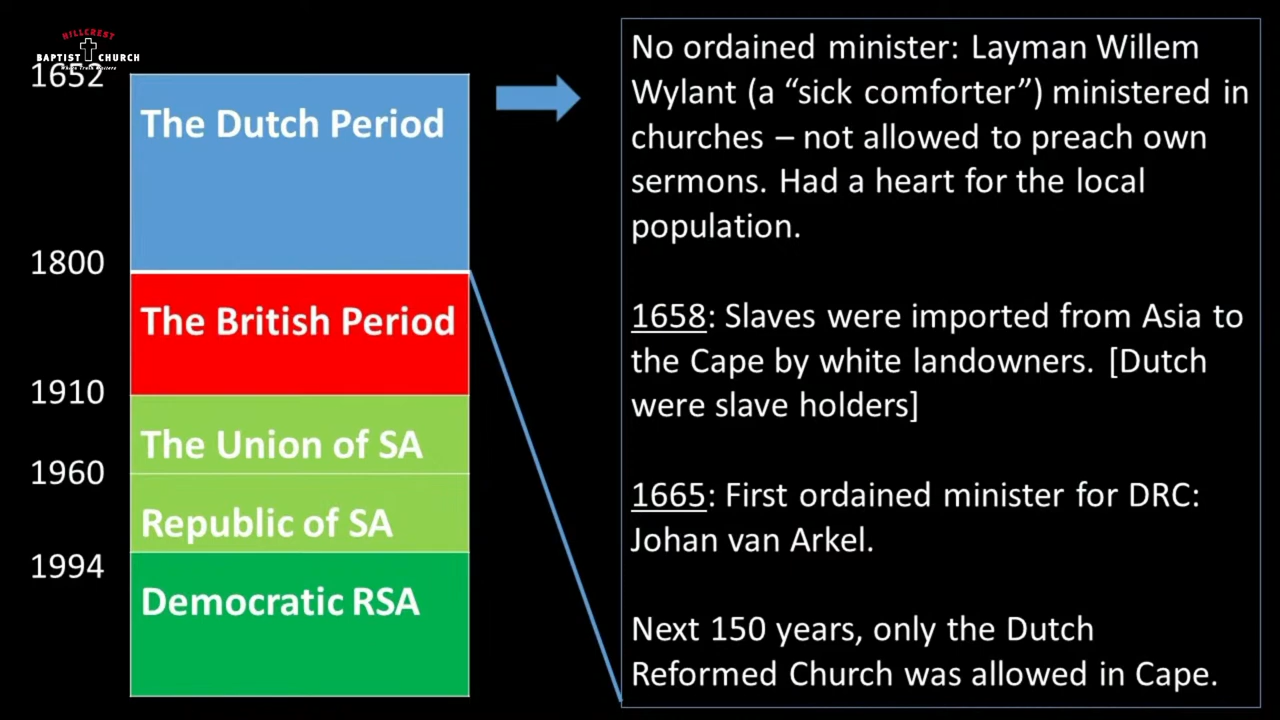 HILLCREST
BAPTIST CHURCH
1652
The Dutch Period
1800
The British Period
1910
The Union of SA
1960
Republic of SA
1994
Democratic RSA
No ordained minister: Layman Willem
Wylant (a “sick comforter”) ministered in
churches – not allowed to preach own
sermons. Had a heart for the local
population.
1658: Slaves were imported from Asia to
the Cape by white landowners. [Dutch
were slave holders]
1665: First ordained minister for DRC:
Johan van Arkel.
Next 150 years, only the Dutch
Reformed Church was allowed in Cape.